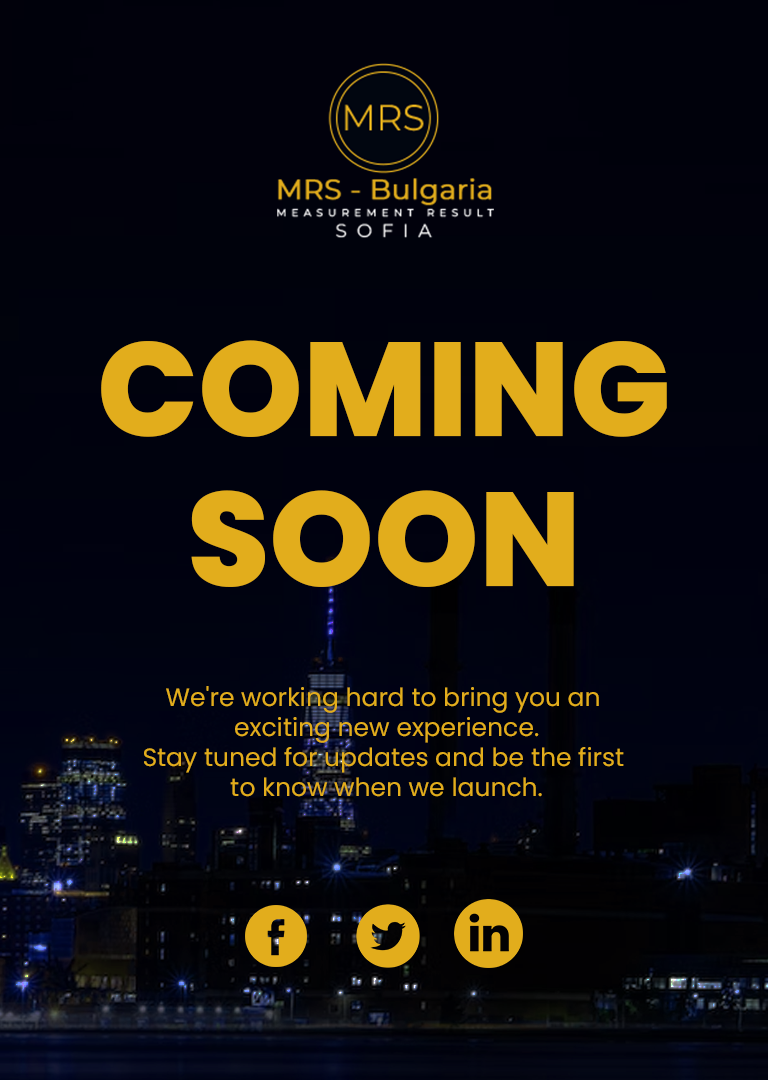 MRS
MRS - Bulgaria
MEASUREMENT RESULT
SOFIA
COMING
SOON
We're working hard to bring you an
exciting new experience.
Stay tuned for updates and be the first
to know when we launch.
f
in